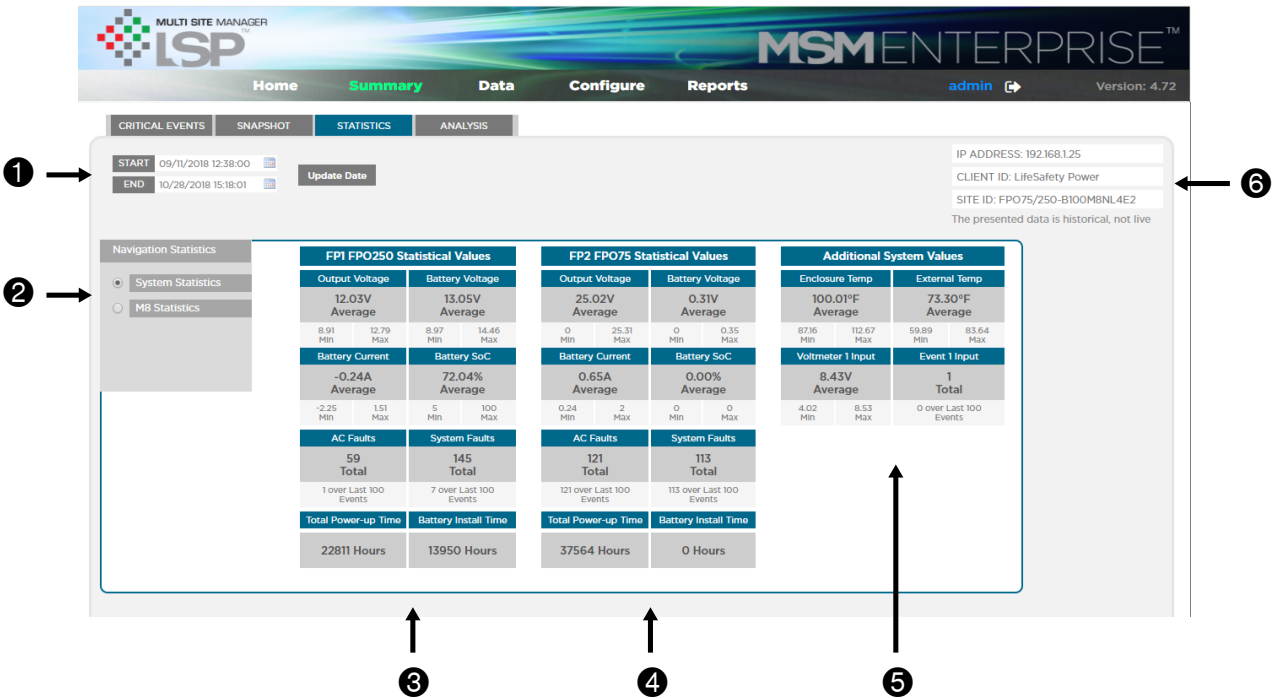 MULTI SITE MANAGER
LSP™
MSMENTERPRISE™
Home Summary Data Configure Reports admin Version: 4.72
CRITICAL EVENTS SNAPSHOT STATISTICS ANALYSIS
START 09/11/2018 12:38:00
END 10/28/2018 15:18:01
Update Date
IP ADDRESS: 192.168.1.25
CLIENT ID: LifeSafety Power
SITE ID: FPO75/250-B100M8NL4E2
The presented data is historical, not live
1
6
2
Navigation Statistics
System Statistics
M8 Statistics
FP1 FPO250 Statistical Values
Output Voltage Battery Voltage
12.03V 13.05V
Average Average
8.91 12.79 8.97 14.46
Min Max Min Max
Battery Current Battery SoC
-0.24A 72.04%
Average Average
-2.25 1.51 5 100
Min Max Min Max
AC Faults System Faults
59 145
Total Total
1 over Last 100 7 over Last 100
Events Events
Total Power-up Time Battery Install Time
22811 Hours 13950 Hours
FP2 FPO75 Statistical Values
Output Voltage Battery Voltage
25.02V 0.31V
Average Average
0 25.31 0 0.35
Min Max Min Max
Battery Current Battery SoC
0.65A 0.00%
Average Average
0.24 2 0 0
Min Max Min Max
AC Faults System Faults
121 113
Total Total
121 over Last 100 113 over Last 100
Events Events
Total Power-up Time Battery Install Time
37564 Hours 0 Hours
Additional System Values
Enclosure Temp External Temp
100.01°F 73.30°F
Average Average
87.16 112.67 59.89 83.64
Min Max Min Max
Voltmeter 1 Input Event 1 Input
8.43V 1
Average Total
4.02 8.53 0 over Last 100
Min Max Events
3
4
5